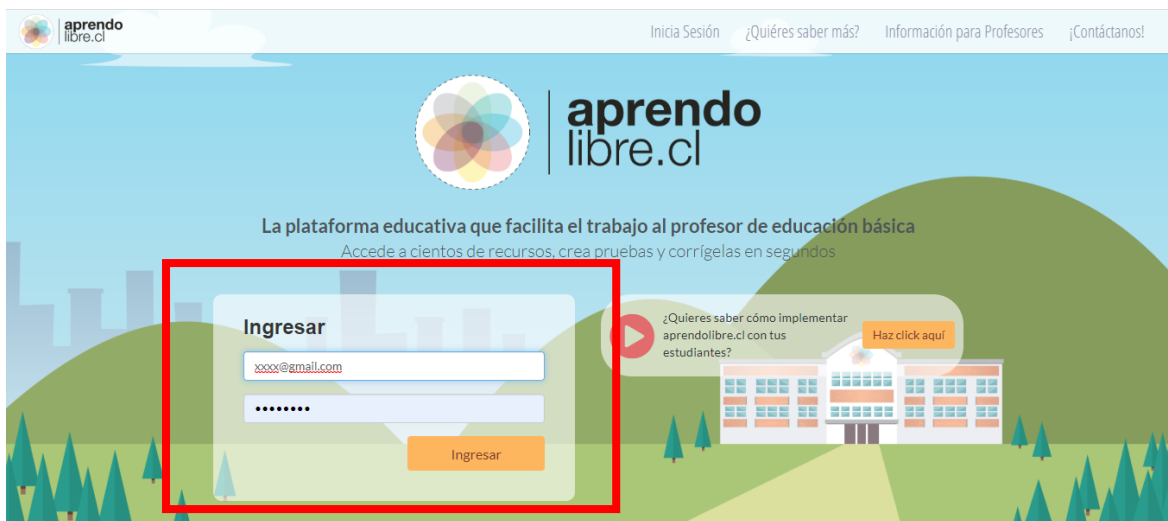 aprendo
libre.cl
Inicia Sesión ¿Quiéres saber más? Información para Profesores ¡Contáctanos!
aprendo
libre.cl
La plataforma educativa que facilita el trabajo al profesor de educación básica
Accede a cientos de recursos, crea pruebas y corrígelas en segundos
Ingresar
xxxx@gmail.com
••••••••
Ingresar
¿Quieres saber cómo implementar
aprendolibre.cl con tus
estudiantes?
Haz click aquí